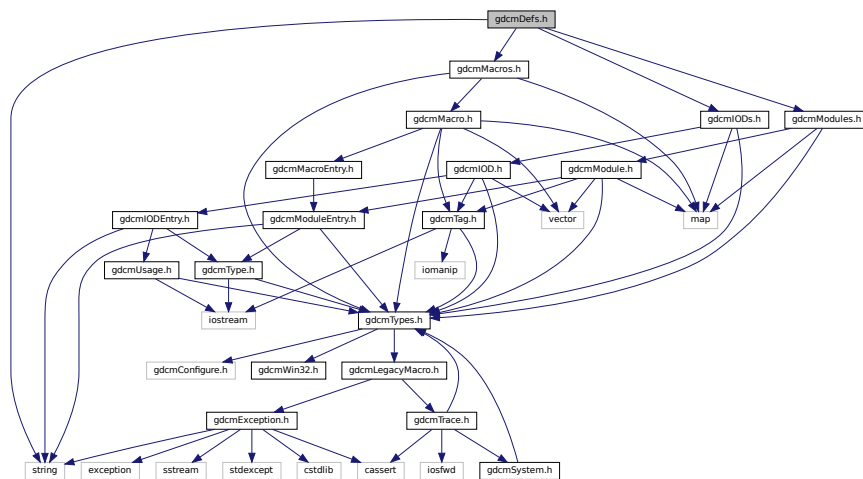 gdcmDefs.h
gdcmMacros.h
gdcmMacro.h
gdcmIODs.h
gdcmModules.h
gdcmMacroEntry.h
gdcmIOD.h
gdcmModule.h
gdcmIODEntry.h
gdcmModuleEntry.h
gdcmTag.h
vector
map
gdcmUsage.h
gdcmType.h
iomanip
iostream
gdcmTypes.h
gdcmConfigure.h
gdcmWin32.h
gdcmLegacyMacro.h
gdcmException.h
gdcmTrace.h
string
exception
sstream
stdexcept
cstdlib
cassert
iosfwd
gdcmSystem.h